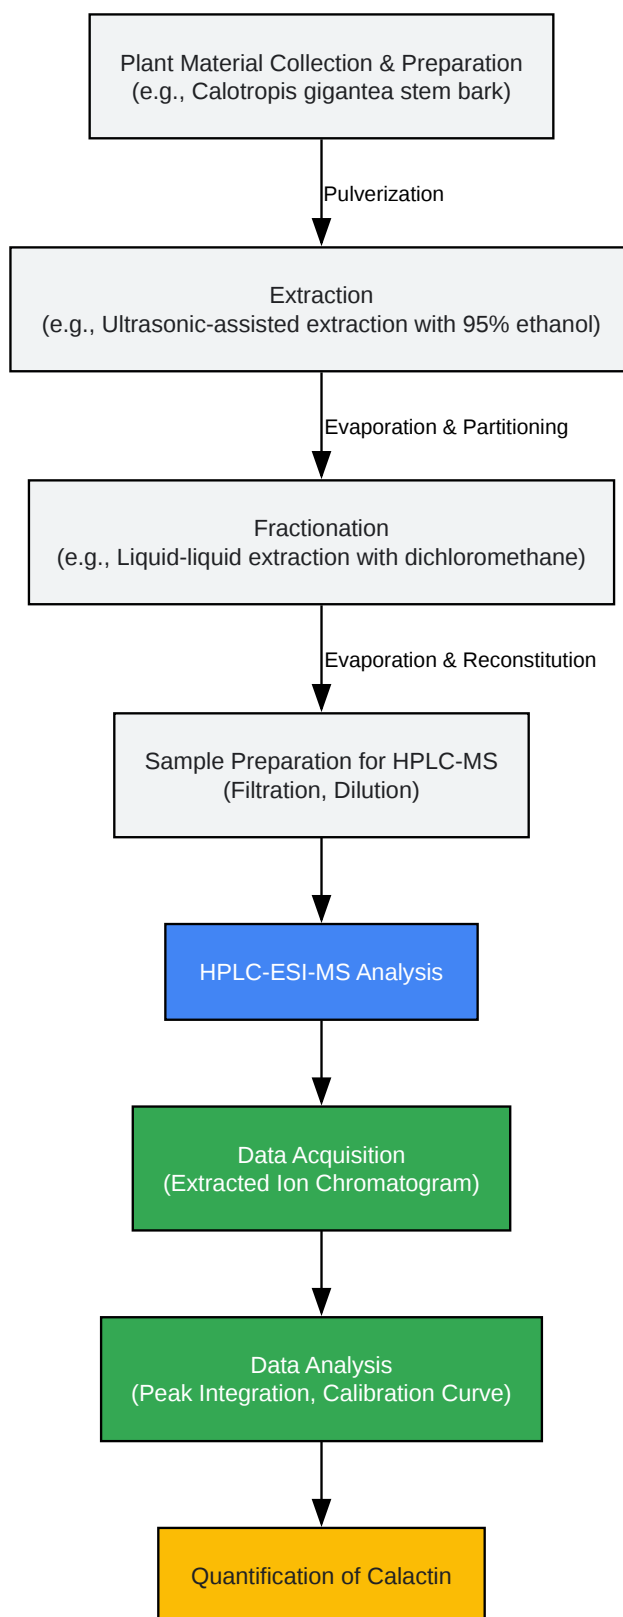 Plant Material Collection & Preparation
(e.g., Calotropis gigantea stem bark)
Pulverization
Extraction
(e.g., Ultrasonic-assisted extraction with 95% ethanol)
Evaporation & Partitioning
Fractionation
(e.g., Liquid-liquid extraction with dichloromethane)
Evaporation & Reconstitution
Sample Preparation for HPLC-MS
(Filtration, Dilution)
HPLC-ESI-MS Analysis
Data Acquisition
(Extracted Ion Chromatogram)
Data Analysis
(Peak Integration, Calibration Curve)
Quantification of Calactin